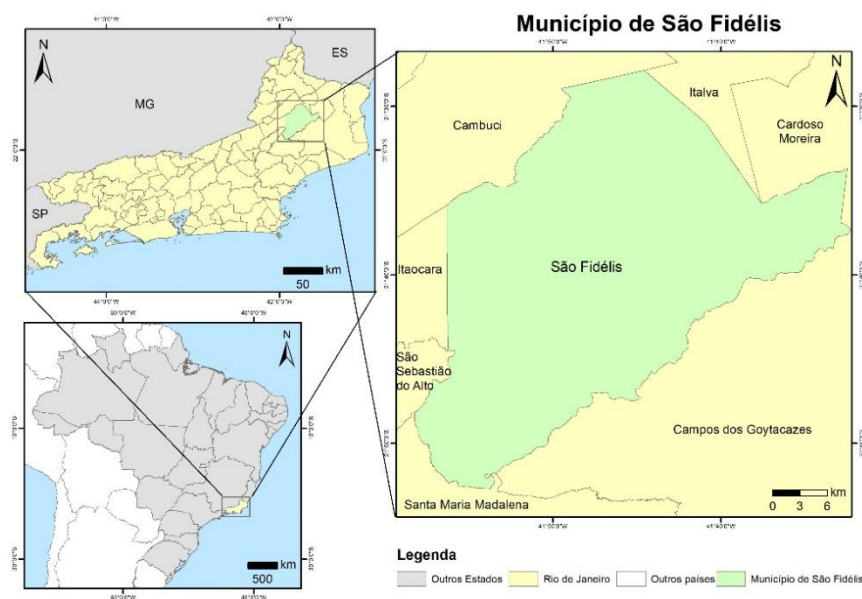 Município de São Fidélis
N
ES
MG
SP
km
50
N
km
500
N
Italva
Cambuci
Cardoso
Moreira
Itaocara
São Fidélis
São
Sebastião
do Alto
Campos dos Goytacazes
Santa Maria Madalena
km
0 3 6
Legenda
Outros Estados
Rio de Janeiro
Outros países
Município de São Fidélis